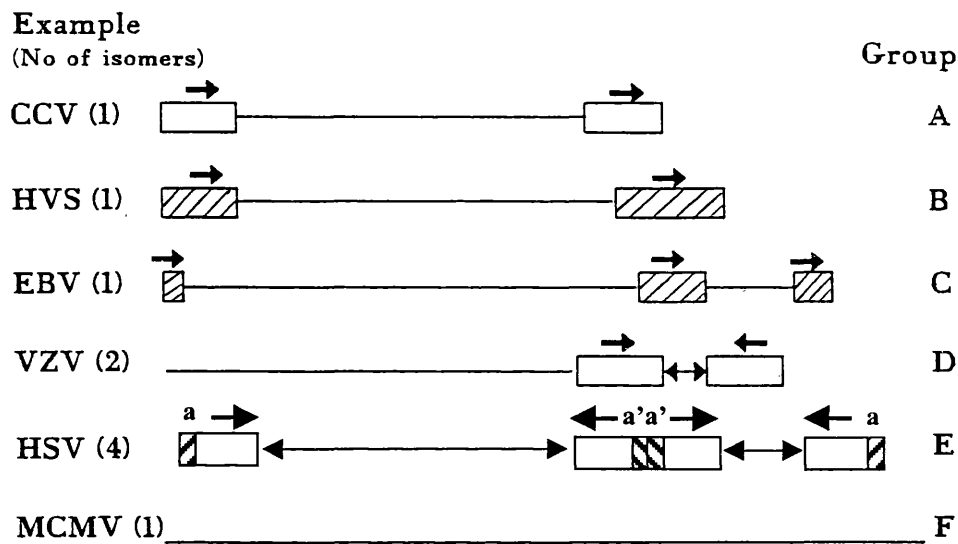 Example
(No of isomers) Group
CCV (1) A
HVS (1) B
EBV (1) C
VZV (2) D
a a'a' a
HSV (4) E
MCMV (1) F